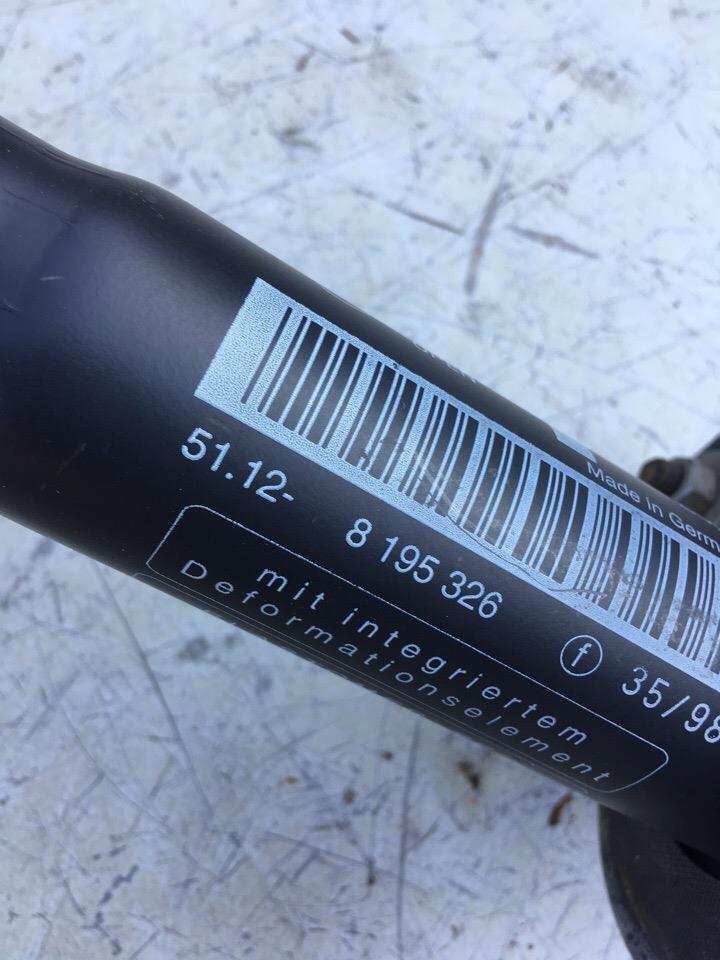 Made in Germ
51.12- 8 195 326
f 35/98
mit integriertem
Deformationselement